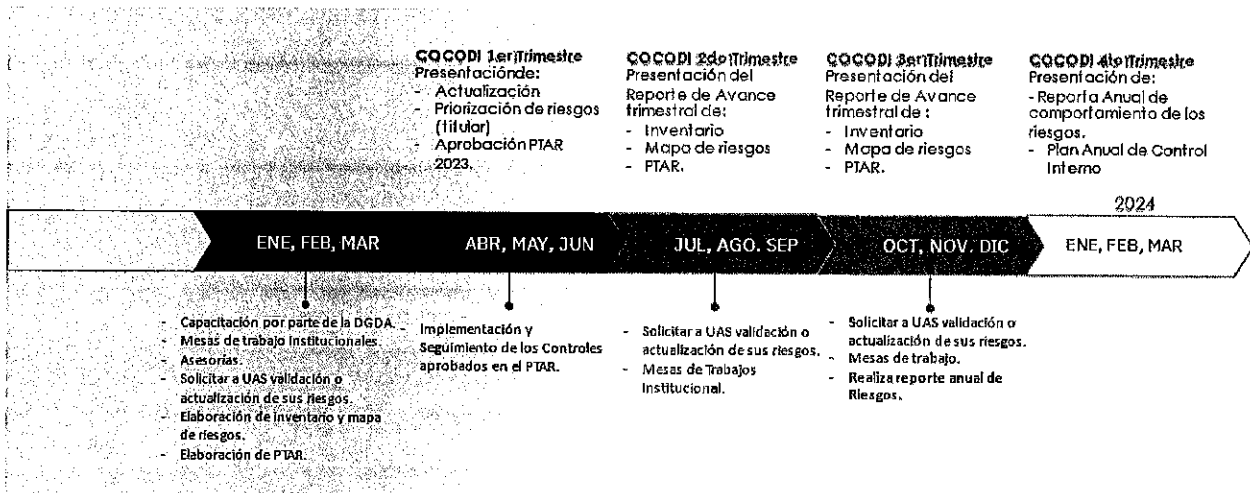 COCODI 1er Trimestre
Presentaciónde:
- Actualización
- Priorización de riesgos
(titular)
- Aprobación PTAR
2023.
COCODI 2do Trimestre
Presentación del
Reporte de Avance
trimestral de:
- Inventario
- Mapa de riesgos
- PTAR.
COCODI 3er Trimestre
Presentación del
Reporte de Avance
trimestral de :
- Inventario
- Mapa de riesgos
- PTAR.
COCODI 4to Trimestre
Presentación de:
- Reporta Anual de
comportamiento de los
riesgos.
- Plan Anual de Control
Interno
2024
ENE, FEB, MAR
ABR, MAY, JUN
JUL, AGO. SEP
OCT, NOV. DIC
ENE, FEB, MAR
- Capacitación por parte de la DGDA.
- Mesas de trabajo Institucionales.
- Asesorías.
- Solicitar a UAS validación o
actualización de sus riesgos.
- Elaboración de inventario y mapa
de riesgos.
- Elaboración de PTAR.
- Implementación y
Seguimiento de los Controles
aprobados en el PTAR.
- Solicitar a UAS validación o
actualización de sus riesgos.
- Mesas de Trabajos
Institucional.
- Solicitar a UAS validación o
actualización de sus riesgos.
- Mesas de trabajo.
- Realiza reporte anual de
Riesgos.